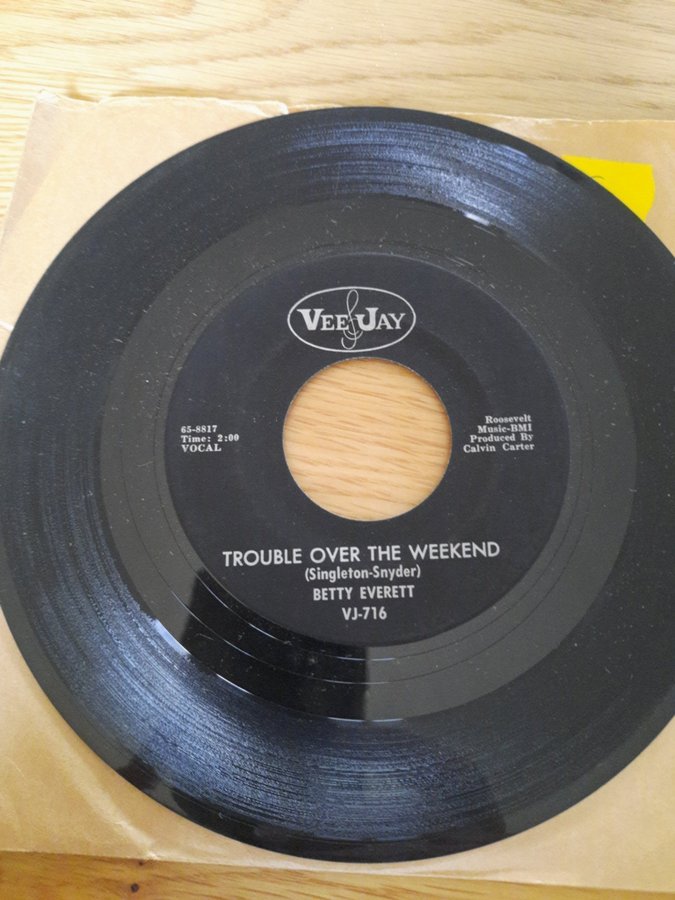 VEE JAY
65-8817
Time: 2:00
VOCAL
Roosevelt
Music-BMI
Produced By
Calvin Carter
TROUBLE OVER THE WEEKEND
(Singleton-Snyder)
BETTY EVERETT
VJ-716